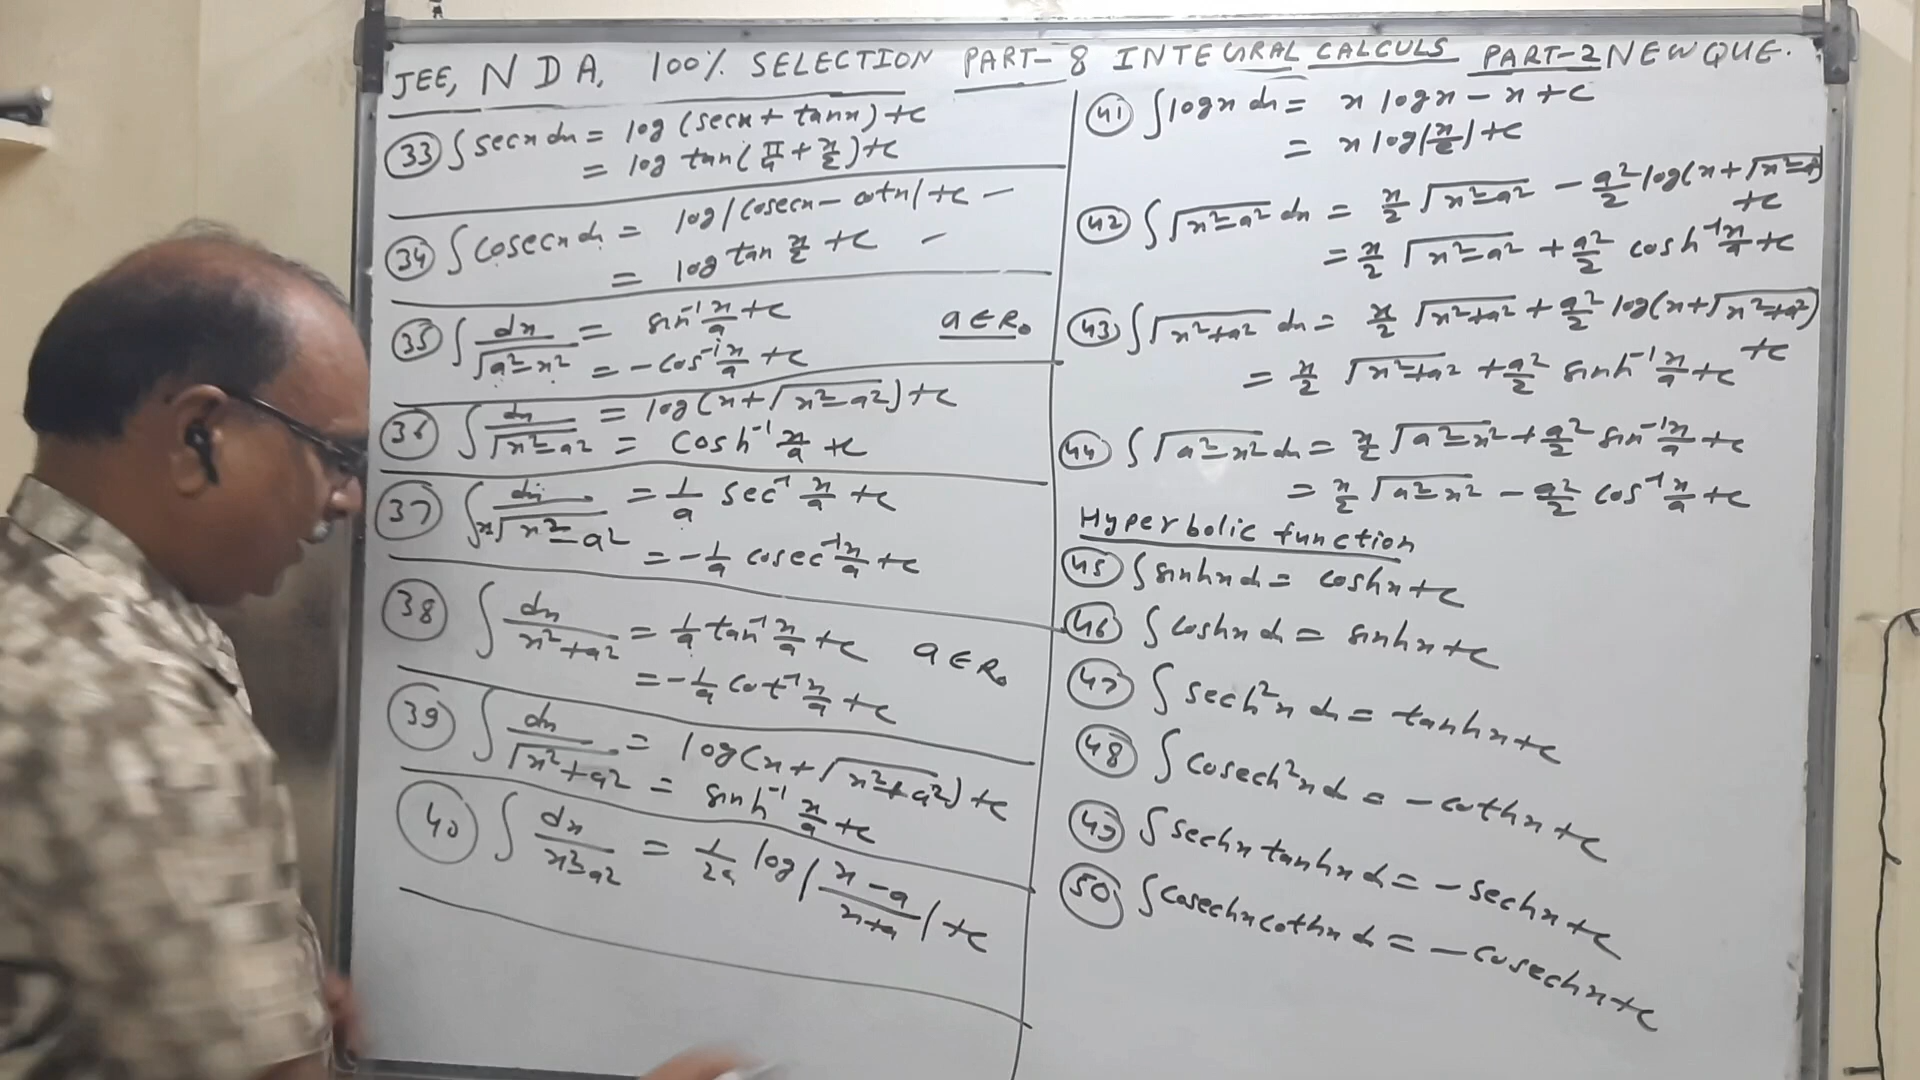 JEE, NDA, 100% SELECTION PART-8 INTEGRAL CALCULS PART-2 NEW QUE.
(33) ∫ secx dx = log (secx + tanx) + c
= log tan(π/4 + x/2) + c
(34) ∫ cosecx dx = log |cosecx - cotx| + c -
= log tan x/2 + c -
(35) ∫ dx/√(a²-x²) = sin⁻¹ x/a + c a ∈ R₀
= - cos⁻¹ x/a + c
(36) ∫ dx/√(x²-a²) = log (x + √(x²-a²)) + c
= cosh⁻¹ x/a + c
(37) ∫ dx/x√(x²-a²) = 1/a sec⁻¹ x/a + c
= -1/a cosec⁻¹ x/a + c
(38) ∫ dx/(x²+a²) = 1/a tan⁻¹ x/a + c a ∈ R₀
= -1/a cot⁻¹ x/a + c
(39) ∫ dx/√(x²+a²) = log (x + √(x²+a²)) + c
= sinh⁻¹ x/a + c
(40) ∫ dx/(x²-a²) = 1/2a log |(x-a)/(x+a)| + c
(41) ∫ logx dx = x logx - x + c
= x log|x/e| + c
(42) ∫ √(x²-a²) dx = x/2 √(x²-a²) - a²/2 log(x + √(x²-a²)) + c
= x/2 √(x²-a²) + a²/2 cosh⁻¹ x/a + c
(43) ∫ √(x²+a²) dx = x/2 √(x²+a²) + a²/2 log(x + √(x²+a²)) + c
= x/2 √(x²+a²) + a²/2 sinh⁻¹ x/a + c
(44) ∫ √(a²-x²) dx = x/2 √(a²-x²) + a²/2 sin⁻¹ x/a + c
= x/2 √(a²-x²) - a²/2 cos⁻¹ x/a + c
Hyperbolic function
(45) ∫ sinhx dx = coshx + c
(46) ∫ coshx dx = sinhx + c
(47) ∫ sech²x dx = tanhx + c
(48) ∫ cosech²x dx = - cothx + c
(49) ∫ sechx tanhx dx = - sechx + c
(50) ∫ cosechx cothx dx = - cosechx + c